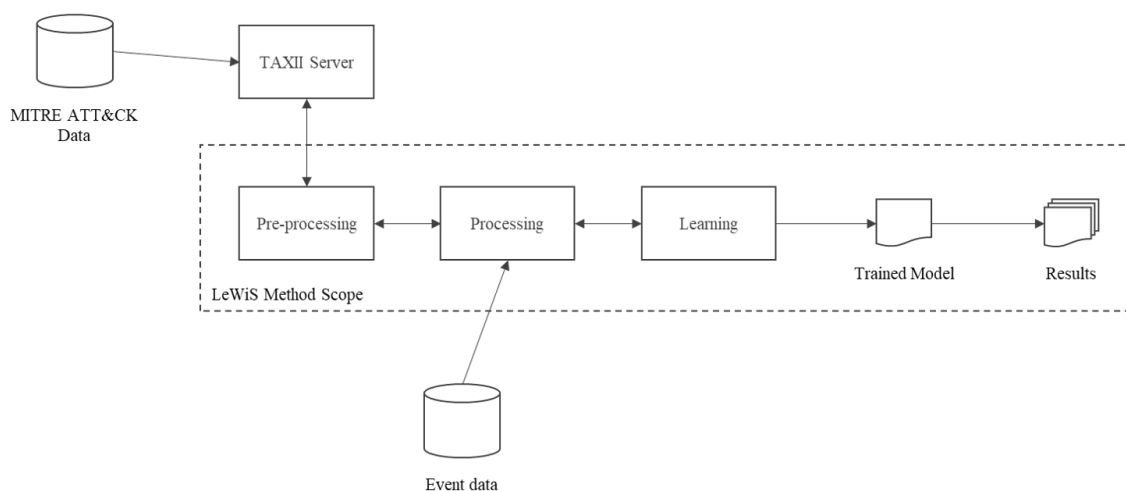 TAXII Server
MITRE ATT&CK
Data
Pre-processing
Processing
Learning
Trained Model
Results
LeWiS Method Scope
Event data